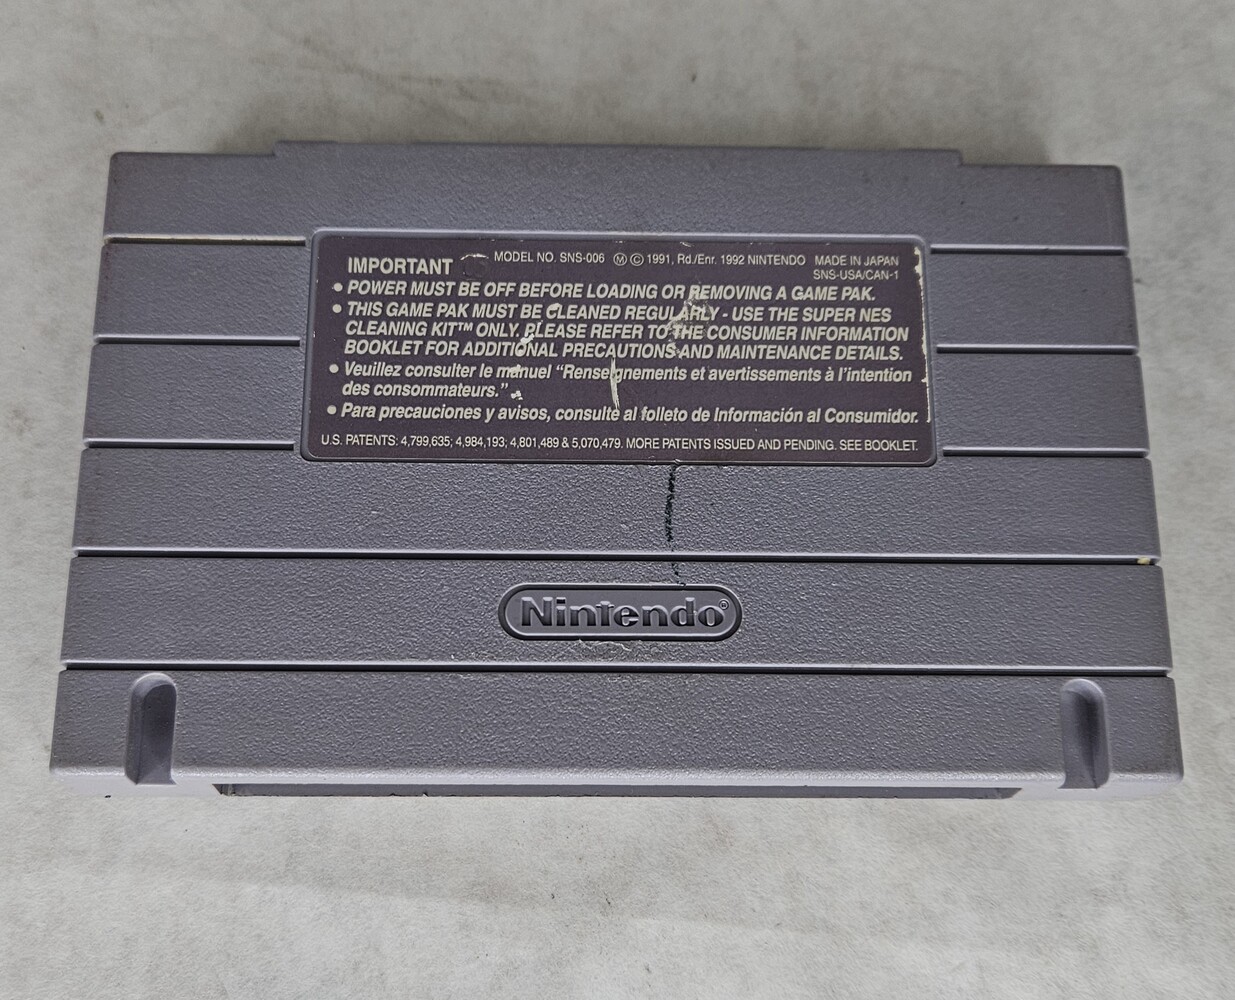 IMPORTANT MODEL NO. SNS-006 Ⓜ © 1991, Rd./Enr. 1992 NINTENDO MADE IN JAPAN
SNS-USA/CAN-1
• POWER MUST BE OFF BEFORE LOADING OR REMOVING A GAME PAK.
• THIS GAME PAK MUST BE CLEANED REGULARLY - USE THE SUPER NES
CLEANING KIT™ ONLY. PLEASE REFER TO THE CONSUMER INFORMATION
BOOKLET FOR ADDITIONAL PRECAUTIONS AND MAINTENANCE DETAILS.
• Veuillez consulter le manuel “Renseignements et avertissements à l’intention
des consommateurs.”
• Para precauciones y avisos, consulte al folleto de Información al Consumidor.
U.S. PATENTS: 4,799,635; 4,984,193; 4,801,489 & 5,070,479. MORE PATENTS ISSUED AND PENDING. SEE BOOKLET.
Nintendo®